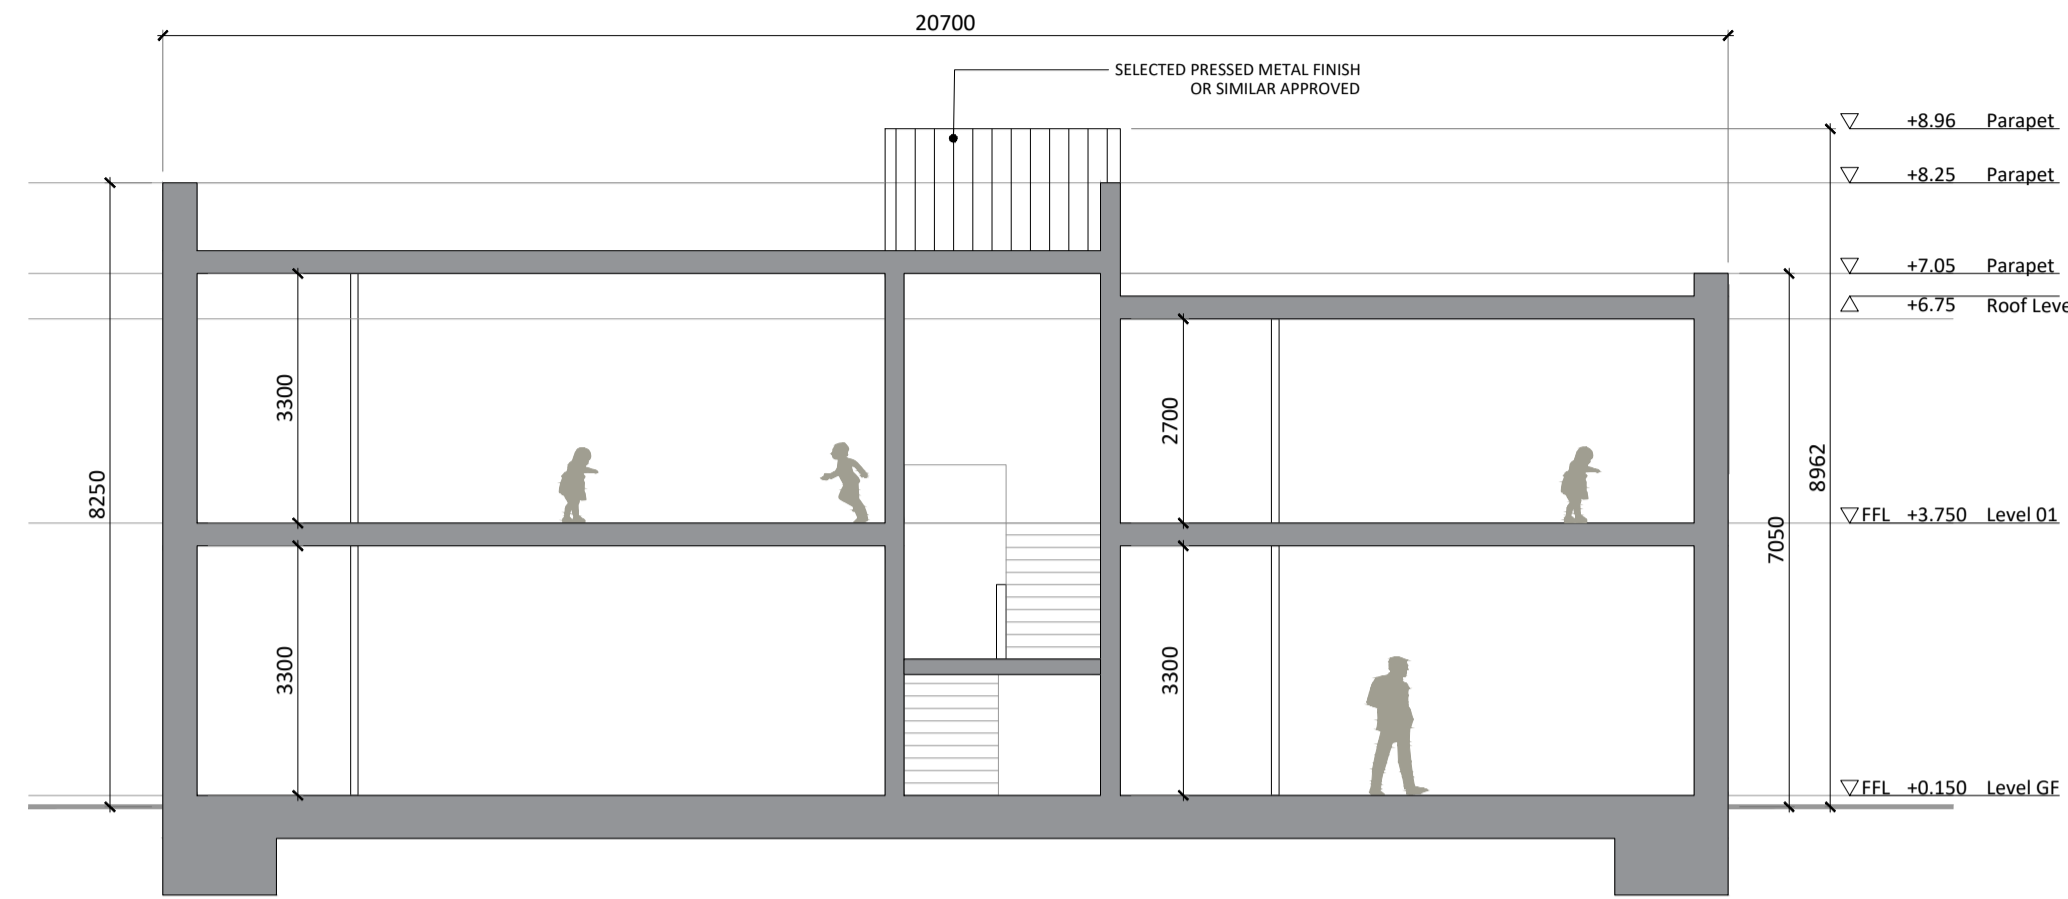 20700
SELECTED PRESSED METAL FINISH
OR SIMILAR APPROVED
+8.96 Parapet
+8.25 Parapet
+7.05 Parapet
+6.75 Roof Leve
3300
2700
8250
8962
7050
FFL +3.750 Level 01
3300
3300
FFL +0.150 Level GF